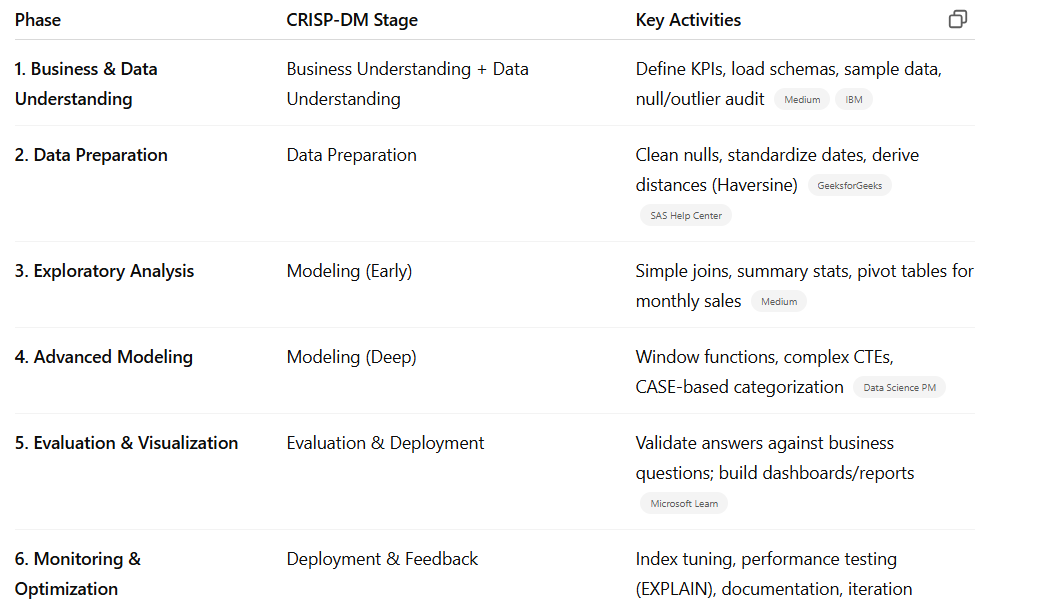 Phase CRISP-DM Stage Key Activities
1. Business & Data Understanding
Business Understanding + Data Understanding
Define KPIs, load schemas, sample data,
null/outlier audit Medium IBM
2. Data Preparation
Data Preparation
Clean nulls, standardize dates, derive
distances (Haversine) GeeksforGeeks
SAS Help Center
3. Exploratory Analysis
Modeling (Early)
Simple joins, summary stats, pivot tables for
monthly sales Medium
4. Advanced Modeling
Modeling (Deep)
Window functions, complex CTEs,
CASE-based categorization Data Science PM
5. Evaluation & Visualization
Evaluation & Deployment
Validate answers against business
questions; build dashboards/reports
Microsoft Learn
6. Monitoring &
Optimization
Deployment & Feedback
Index tuning, performance testing
(EXPLAIN), documentation, iteration